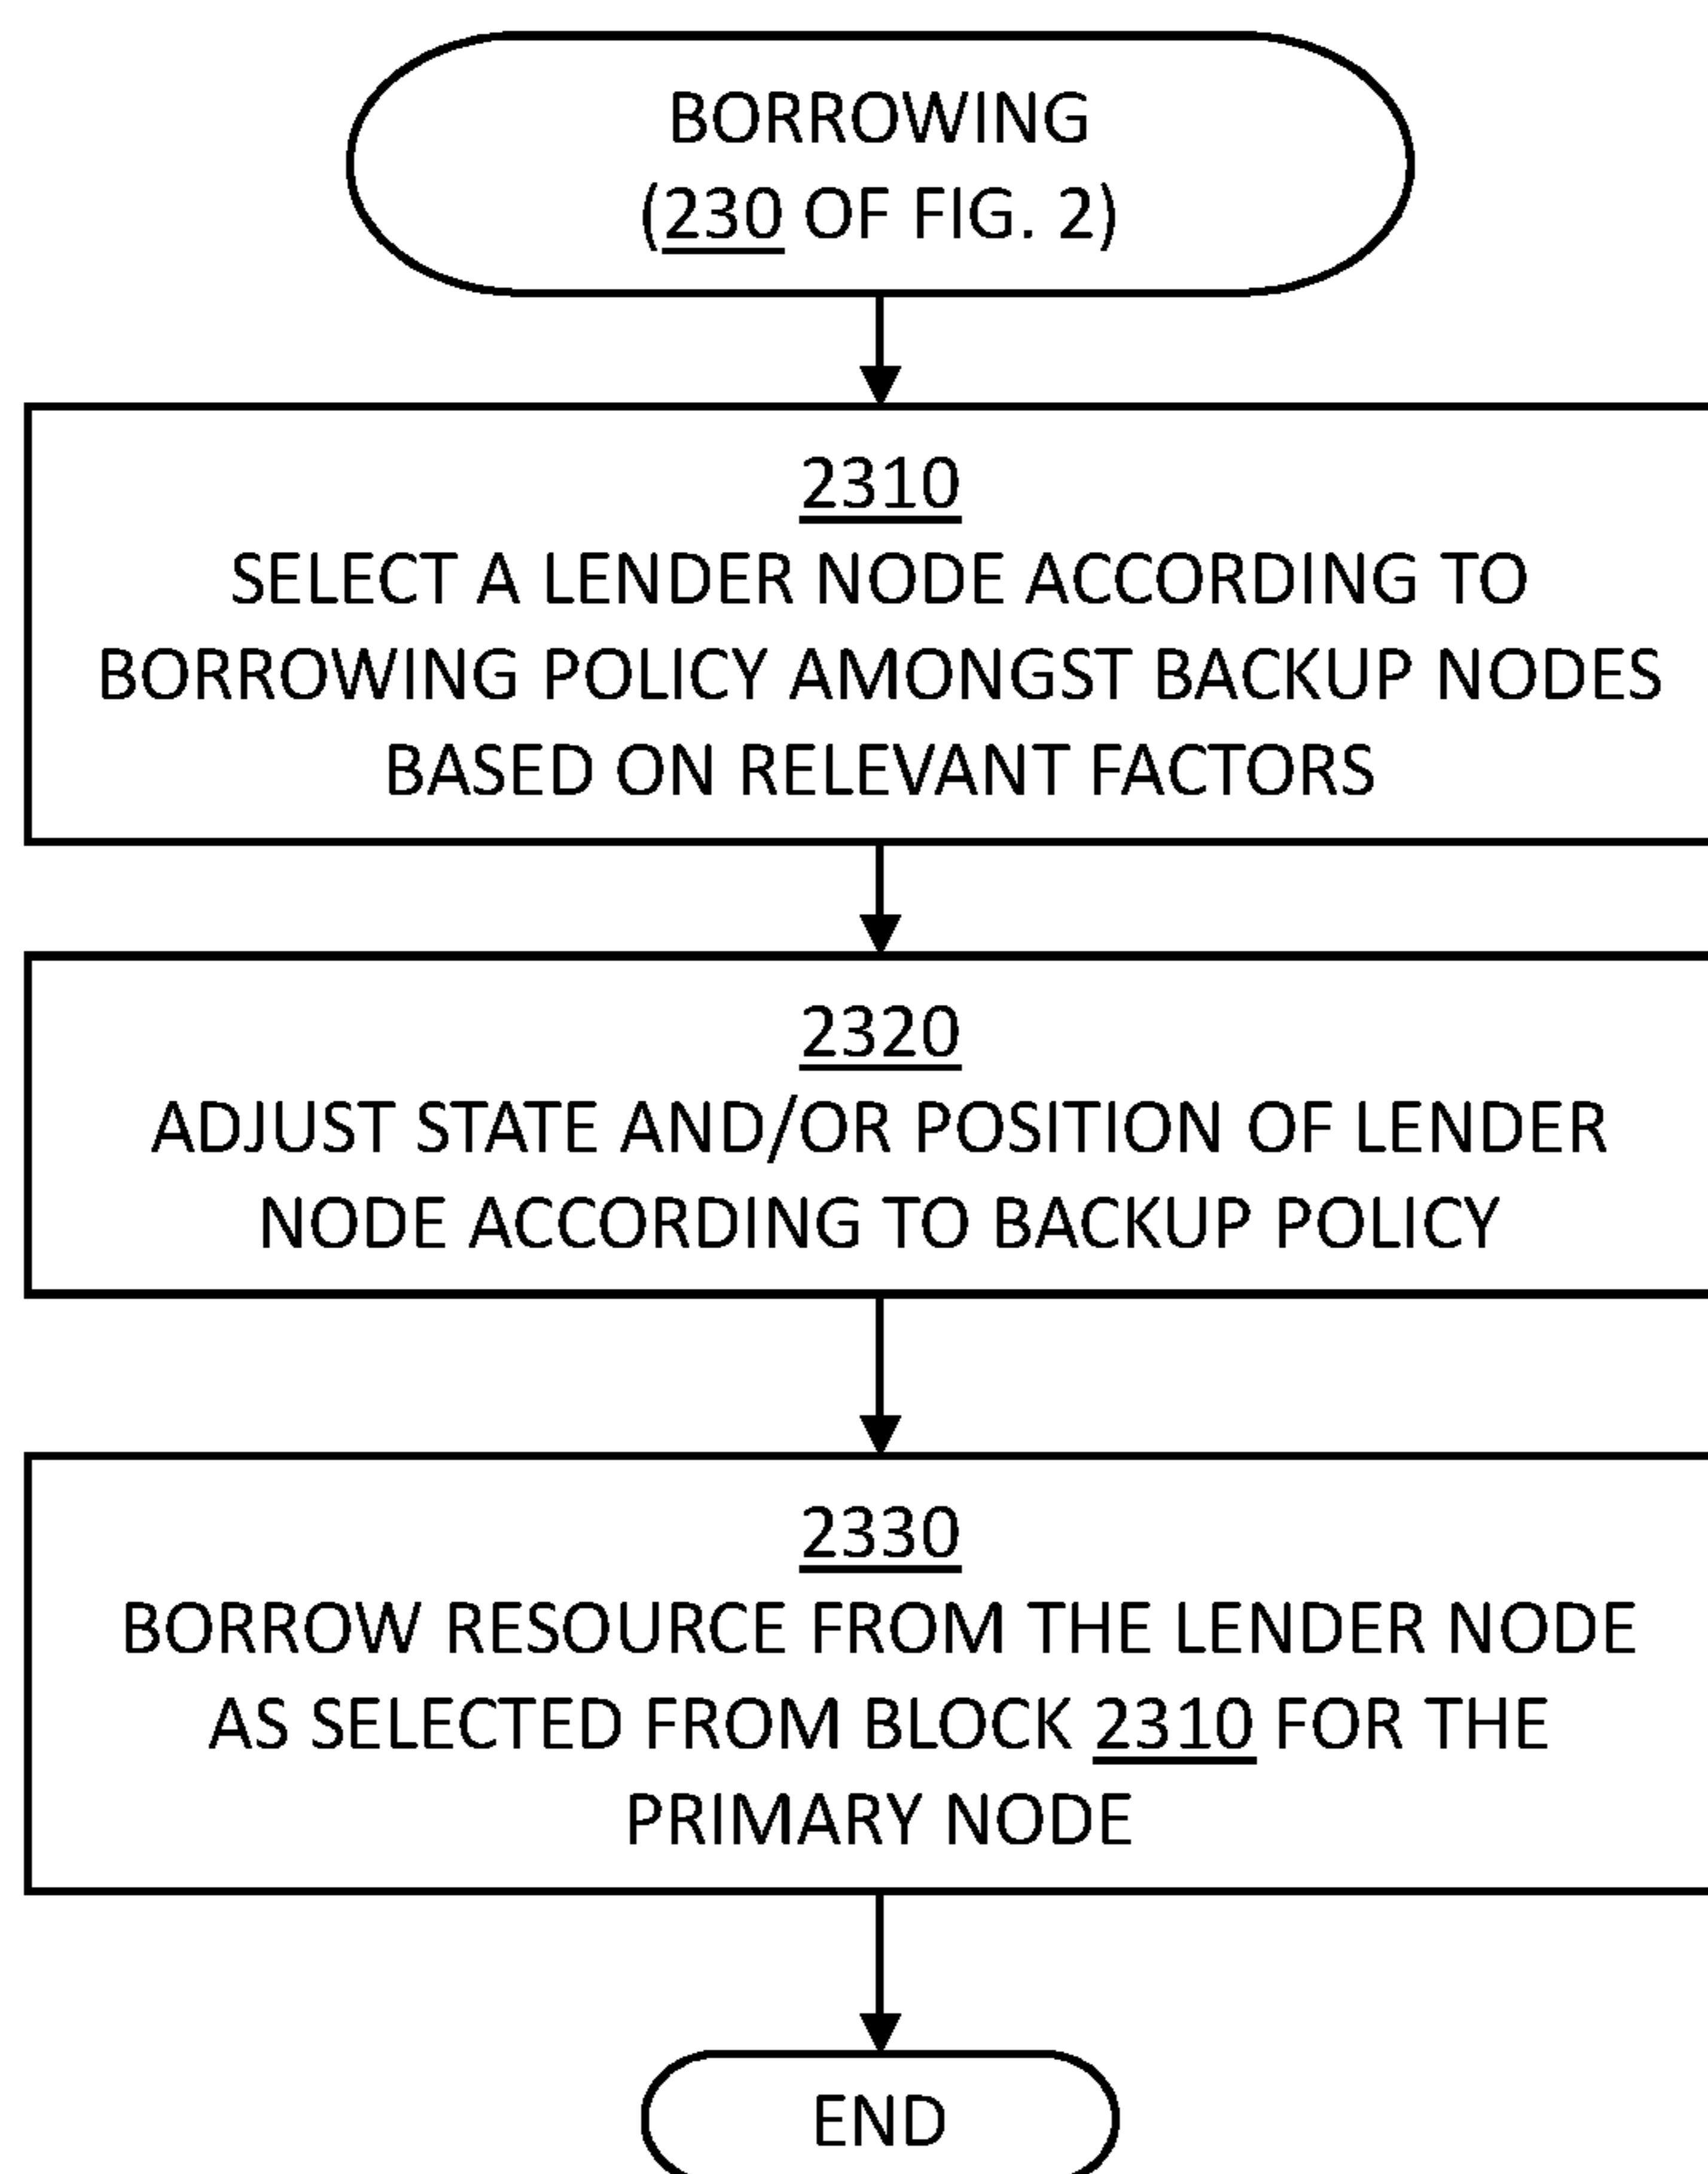 BORROWING
(230 OF FIG. 2)
2310
SELECT A LENDER NODE ACCORDING TO
BORROWING POLICY AMONGST BACKUP NODES
BASED ON RELEVANT FACTORS
2320
ADJUST STATE AND/OR POSITION OF LENDER
NODE ACCORDING TO BACKUP POLICY
2330
BORROW RESOURCE FROM THE LENDER NODE
AS SELECTED FROM BLOCK 2310 FOR THE
PRIMARY NODE
END